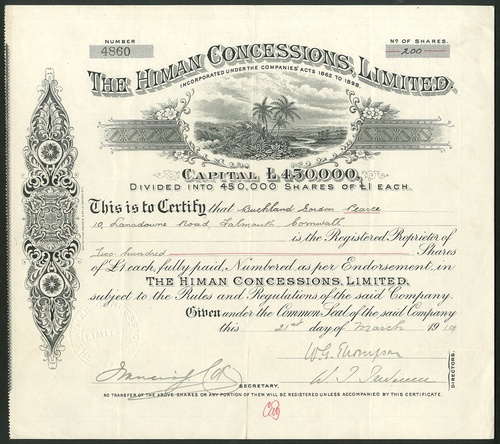 NUMBER
4860
No OF SHARES.
200
THE HIMAN CONCESSIONS, LIMITED.
INCORPORATED UNDER THE COMPANIES' ACTS 1862 TO 1898.
CAPITAL £450,000,
DIVIDED INTO 450,000 SHARES OF £1 EACH.
This is to Certify that Buckland Gordon Pearce
10, Lansdowne Road, Falmouth Cornwall
is the Registered Proprietor of
Two hundred Shares
of £1 each, fully paid, Numbered as per Endorsement, in
THE HIMAN CONCESSIONS, LIMITED,
subject to the Rules and Regulations of the said Company.
Given under the Common Seal of the said Company
this 21st day of March 1910
W.G. Thompson
DIRECTORS.
SECRETARY.
NO TRANSFER OF THE ABOVE SHARES OR ANY PORTION OF THEM WILL BE REGISTERED UNLESS ACCOMPANIED BY THIS CERTIFICATE.